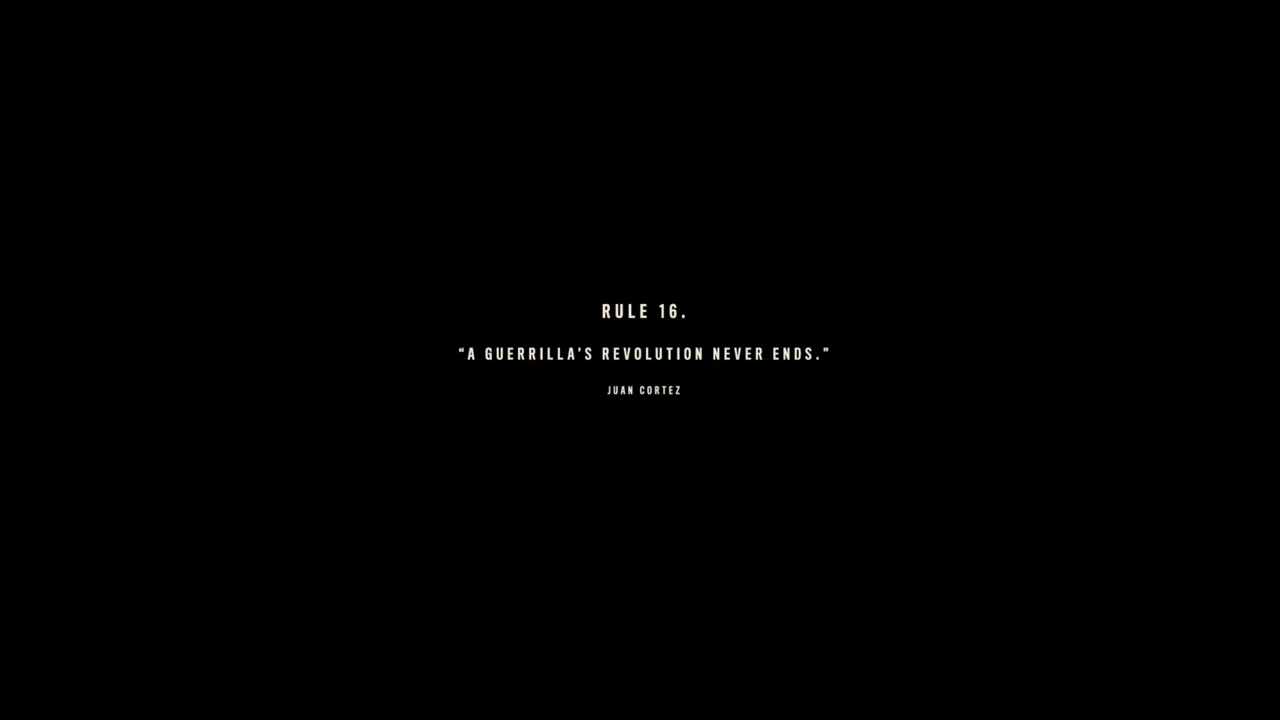 RULE 16.
“A GUERRILLA’S REVOLUTION NEVER ENDS.”
JUAN CORTEZ